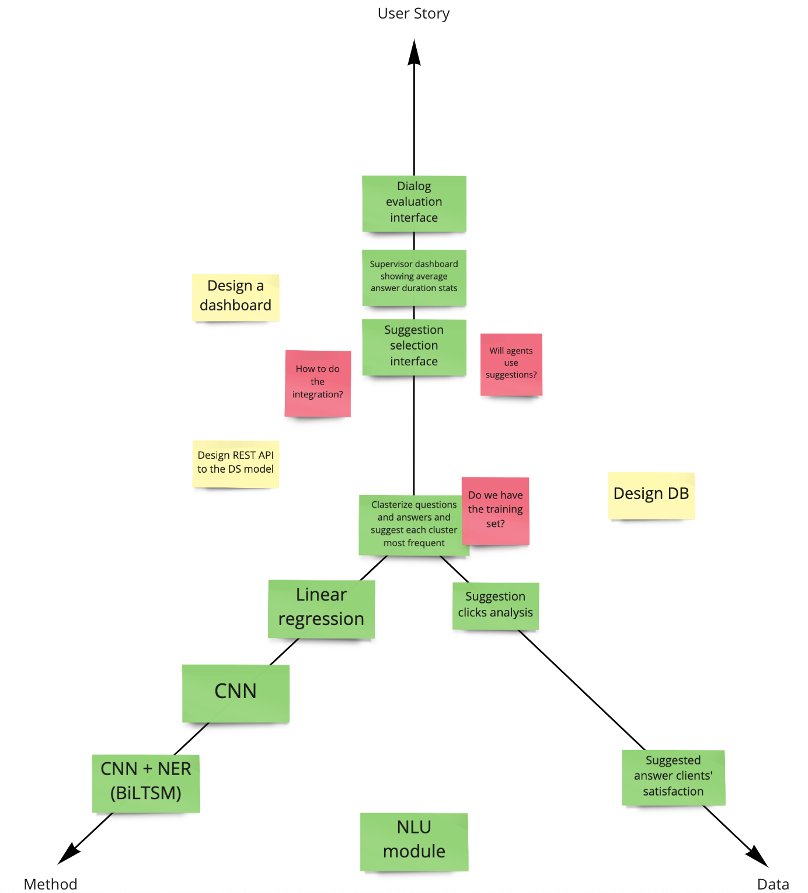 User Story
Dialog
evaluation
interface
Supervisor dashboard
showing average
answer duration stats
Design a
dashboard
Suggestion
selection
interface
Will agents
use
suggestions?
How to do
the
integration?
Design REST API
to the DS model
Design DB
Do we have
the training
set?
Clasterize questions
and answers and
suggest each cluster
most frequent
Linear
regression
Suggestion
clicks analysis
CNN
CNN + NER
(BiLTSM)
Suggested
answer clients'
satisfaction
NLU
module
Method
Data